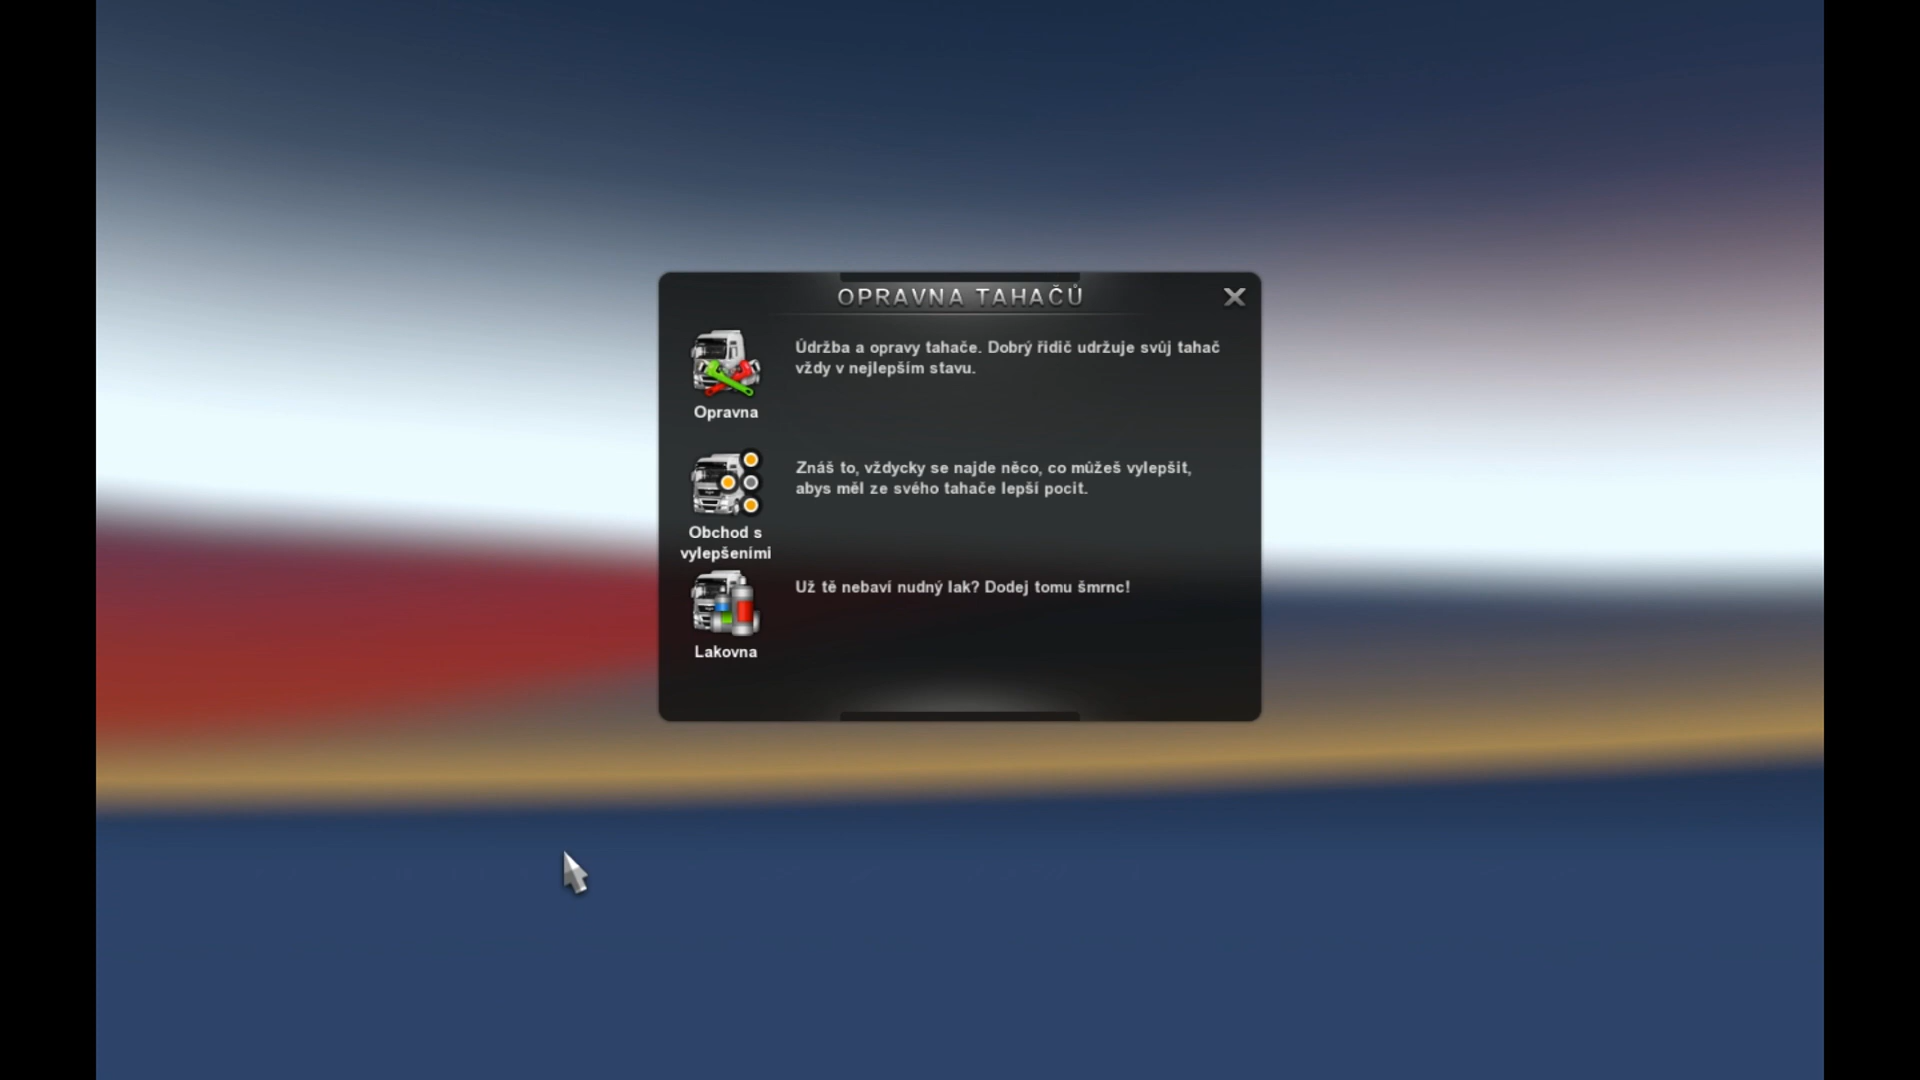 OPRAVNA TAHAČŮ
Údržba a opravy tahače. Dobrý řidič udržuje svůj tahač
vždy v nejlepším stavu.
Opravna
Znáš to, vždycky se najde něco, co můžeš vylepšit,
abys měl ze svého tahače lepší pocit.
Obchod s
vylepšeními
Už tě nebaví nudný lak? Dodej tomu šmrnc!
Lakovna